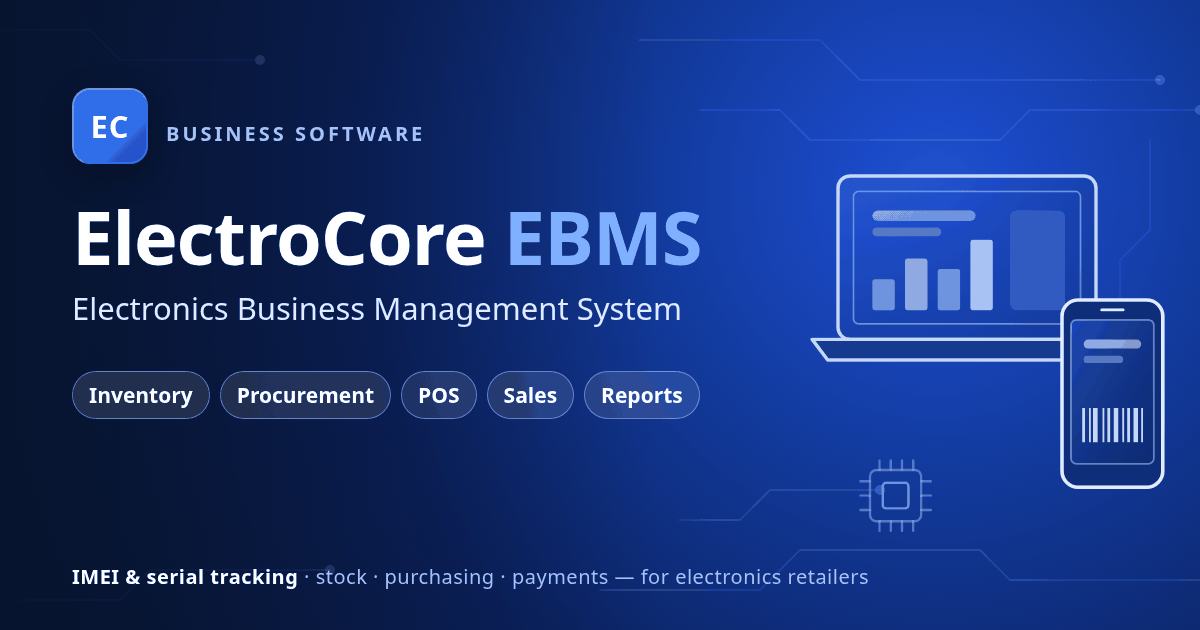 EC
BUSINESS SOFTWARE
ElectroCore EBMS
Electronics Business Management System
Inventory Procurement POS Sales Reports
IMEI & serial tracking · stock · purchasing · payments — for electronics retailers